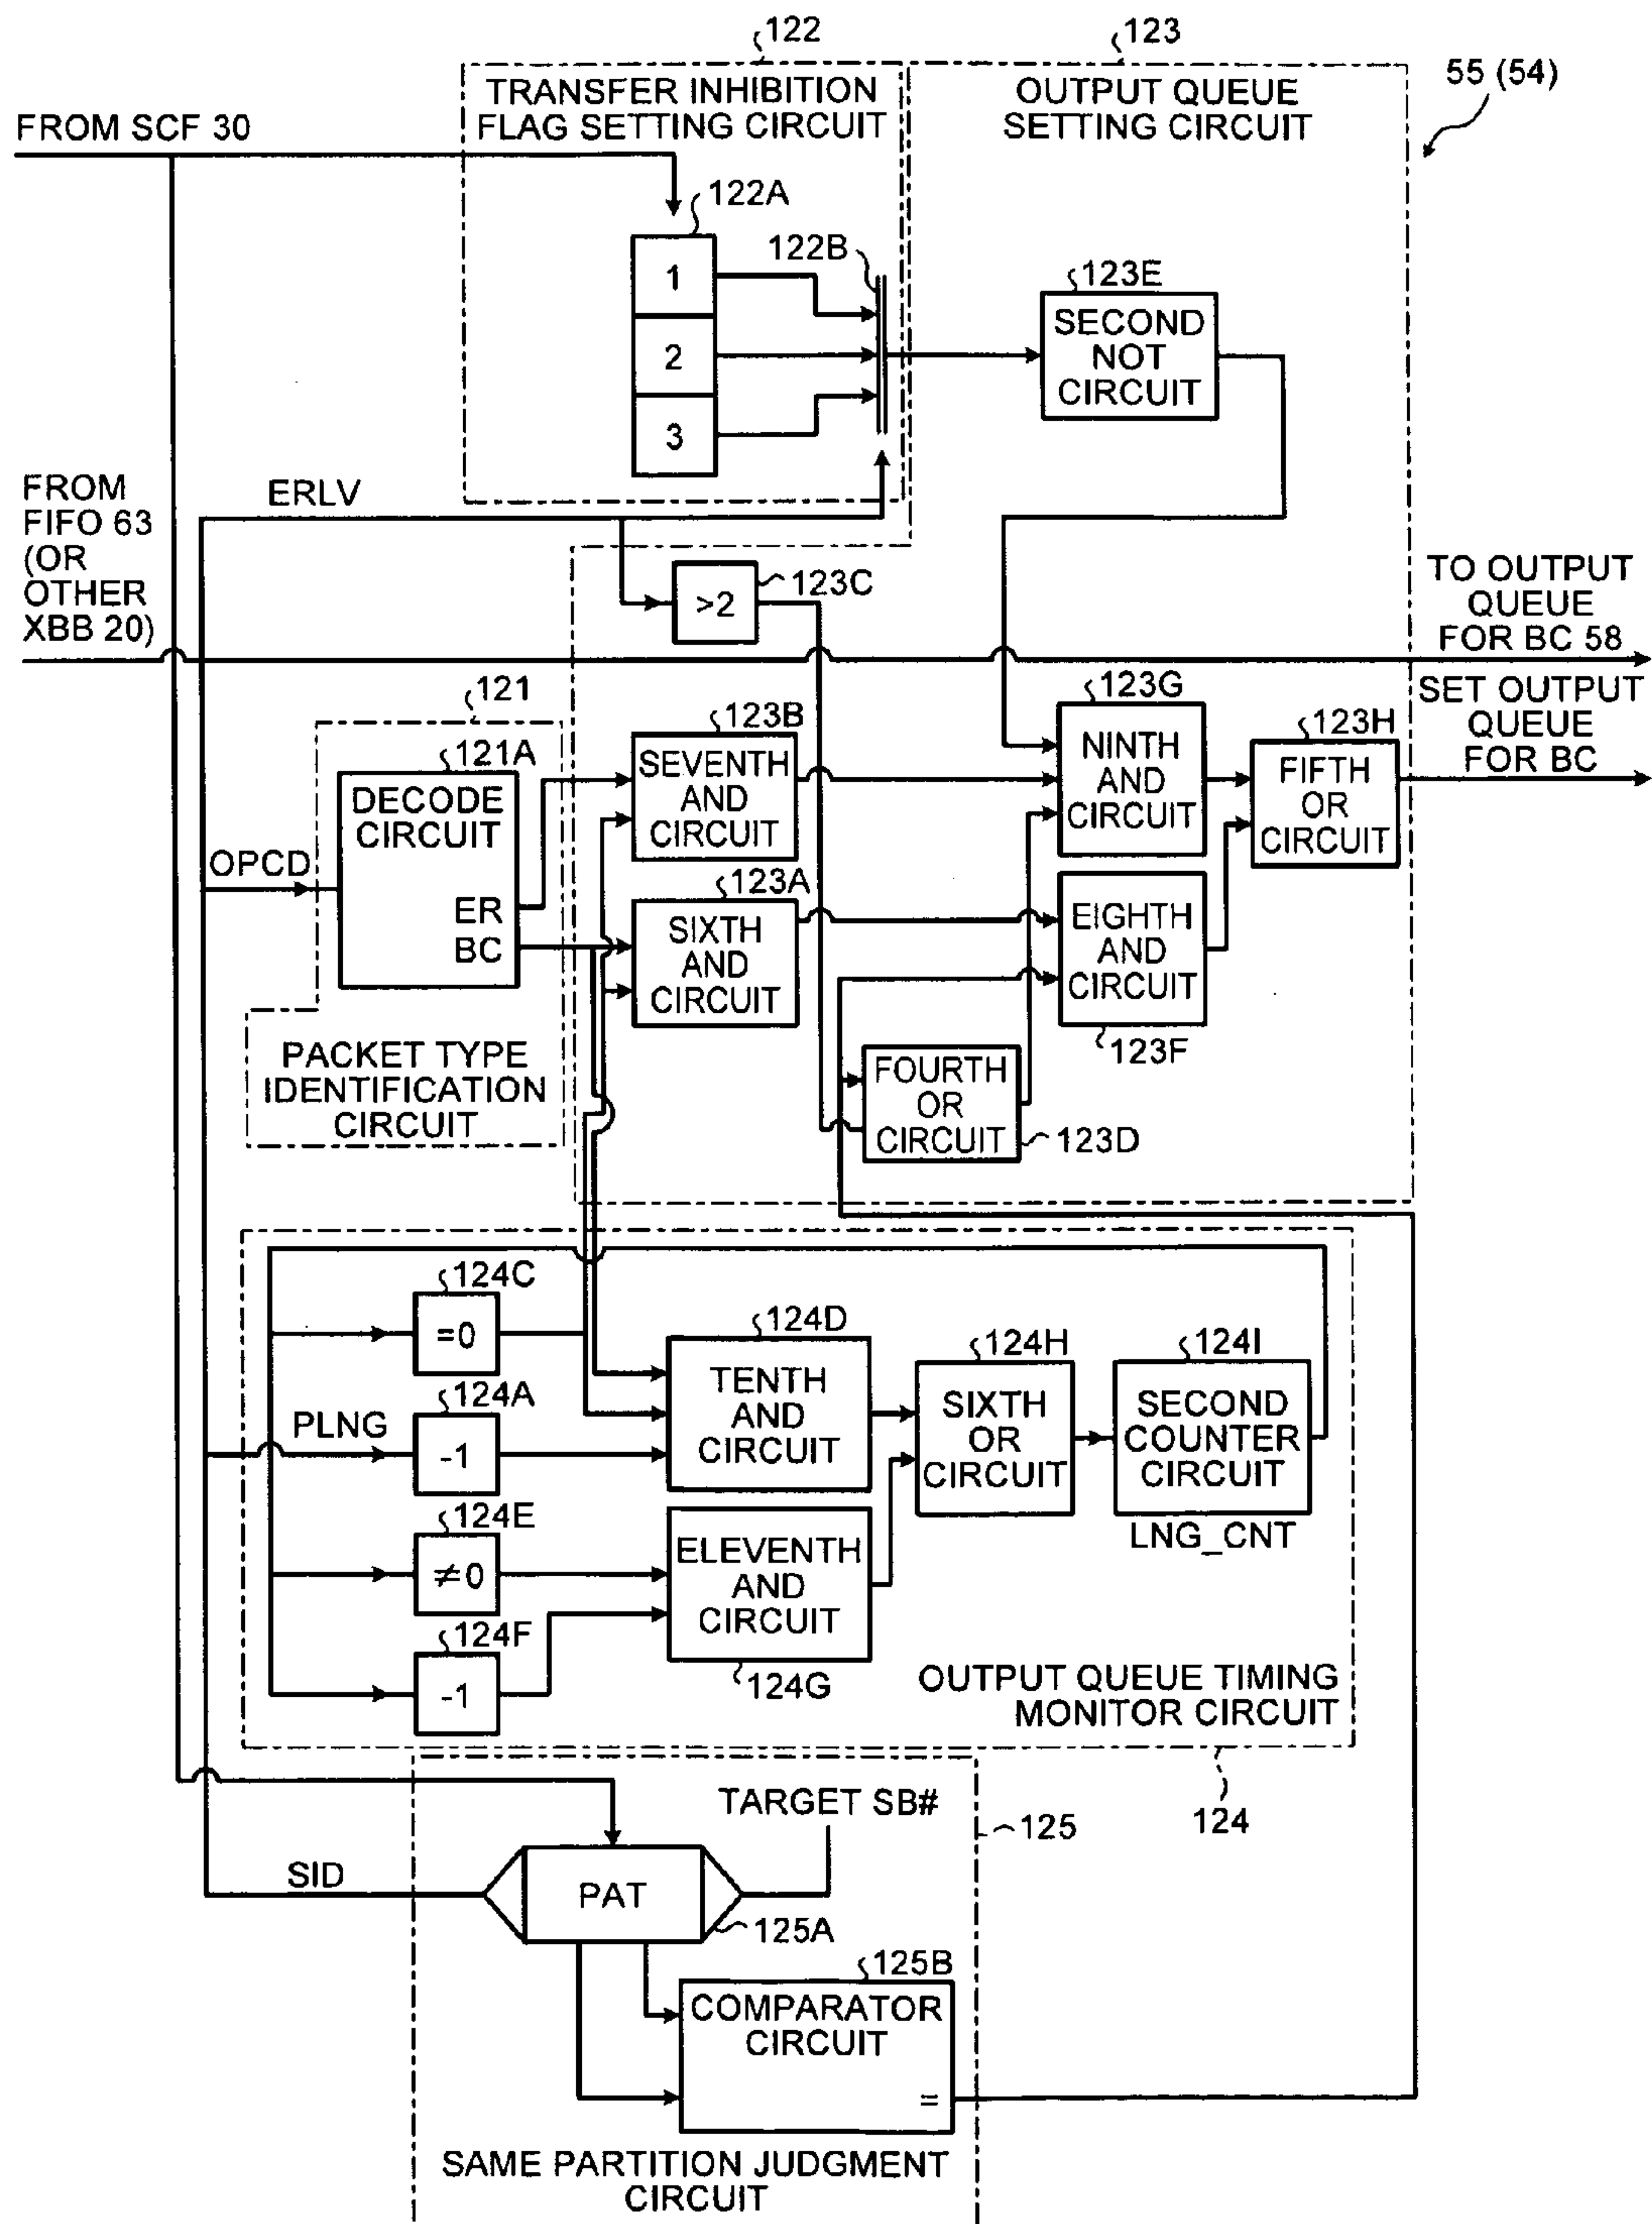 122
123
55 (54)
TRANSFER INHIBITION
FLAG SETTING CIRCUIT
OUTPUT QUEUE
SETTING CIRCUIT
FROM SCF 30
122A
1
2
3
122B
123E
SECOND
NOT
CIRCUIT
FROM
FIFO 63
(OR
OTHER
XBB 20)
ERLV
>2
123C
TO OUTPUT
QUEUE
FOR BC 58
SET OUTPUT
QUEUE
FOR BC
121
121A
DECODE
CIRCUIT
ER
BC
OPCD
PACKET TYPE
IDENTIFICATION
CIRCUIT
123B
SEVENTH
AND
CIRCUIT
123A
SIXTH
AND
CIRCUIT
123G
NINTH
AND
CIRCUIT
123H
FIFTH
OR
CIRCUIT
EIGHTH
AND
CIRCUIT
123F
FOURTH
OR
CIRCUIT
123D
124C
=0
124A
PLNG
-1
124E
≠0
124F
-1
124D
TENTH
AND
CIRCUIT
ELEVENTH
AND
CIRCUIT
124G
124H
SIXTH
OR
CIRCUIT
124I
SECOND
COUNTER
CIRCUIT
LNG_CNT
OUTPUT QUEUE TIMING
MONITOR CIRCUIT
124
TARGET SB#
125
SID
PAT
125A
125B
COMPARATOR
CIRCUIT
=
SAME PARTITION JUDGMENT
CIRCUIT